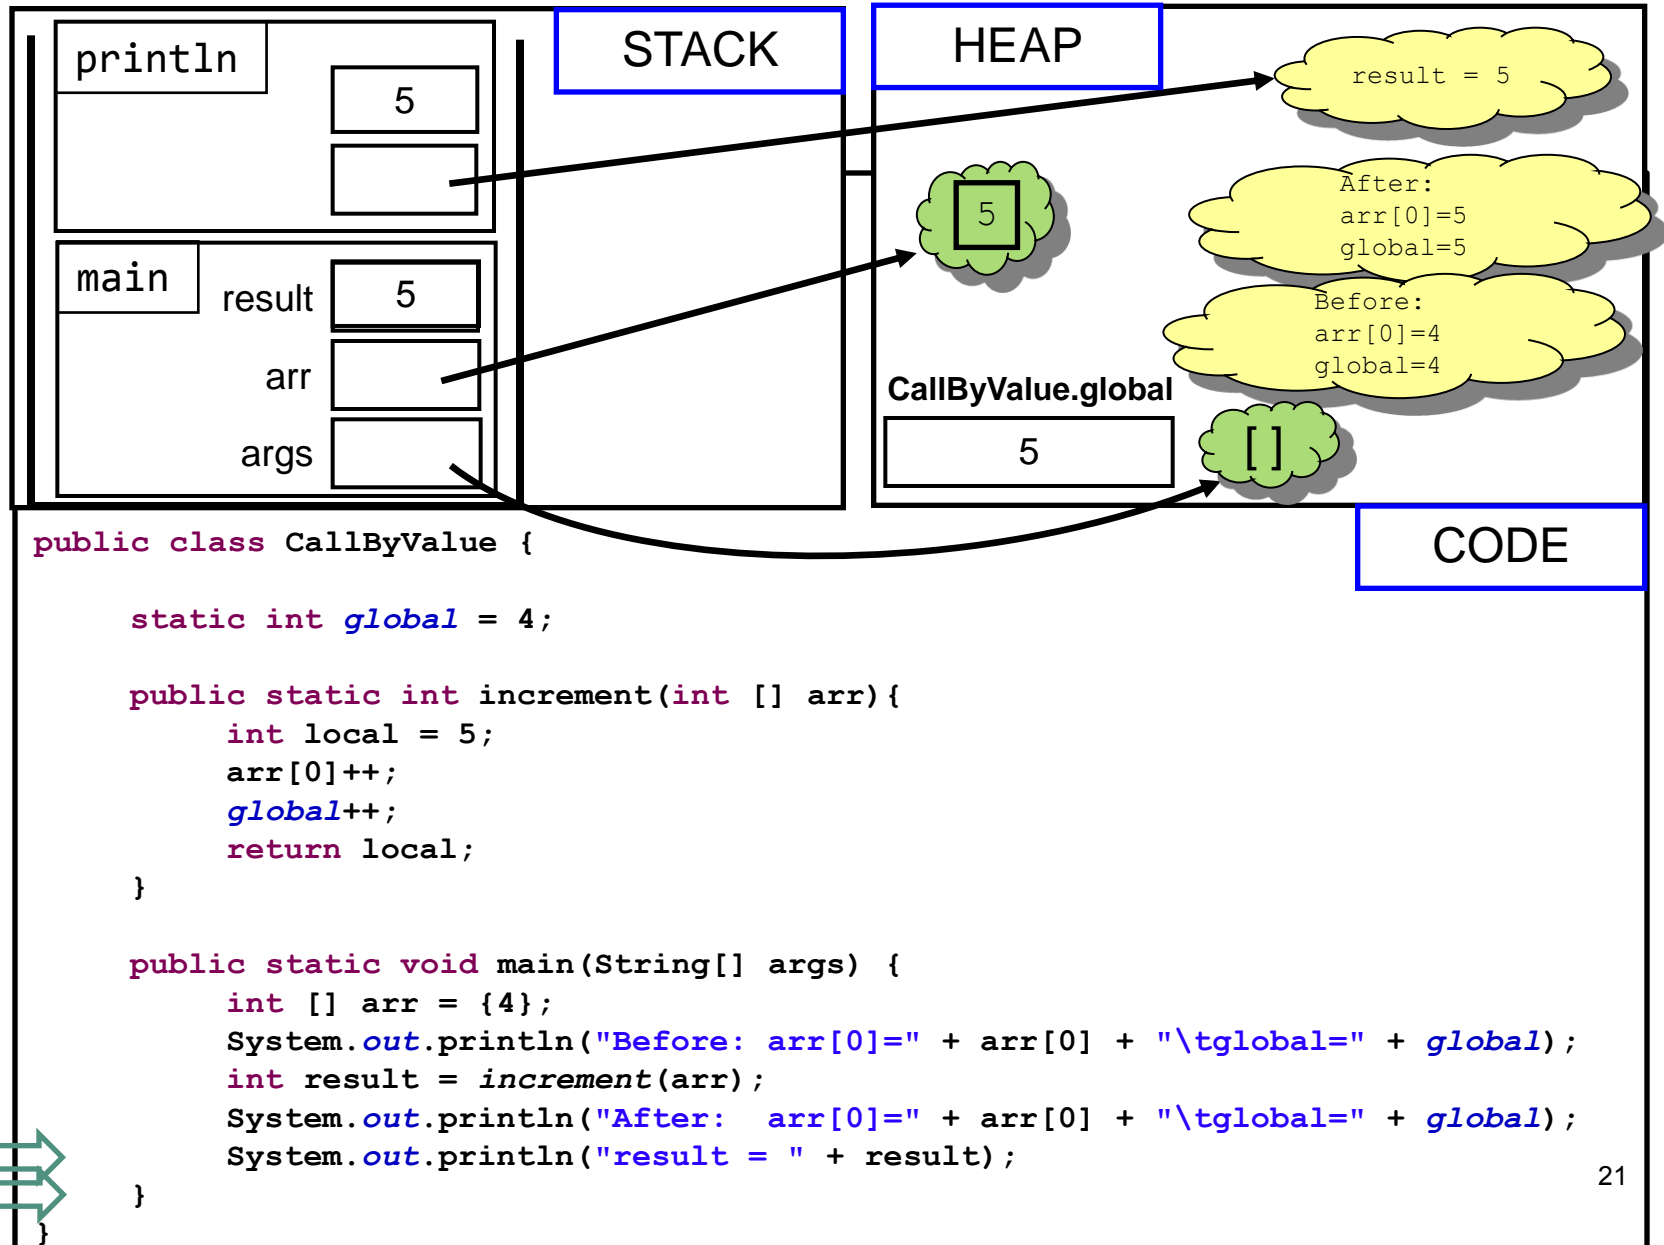 println
5
STACK
main
result 5
arr
args
HEAP
result = 5
5
After:
arr[0]=5
global=5
Before:
arr[0]=4
global=4
CallByValue.global
5
[]
CODE
public class CallByValue {
static int global = 4;
public static int increment(int [] arr){
int local = 5;
arr[0]++;
global++;
return local;
}
public static void main(String[] args) {
int [] arr = {4};
System.out.println("Before: arr[0]=" + arr[0] + "\tglobal=" + global);
int result = increment(arr);
System.out.println("After:  arr[0]=" + arr[0] + "\tglobal=" + global);
System.out.println("result = " + result);
}
}
21